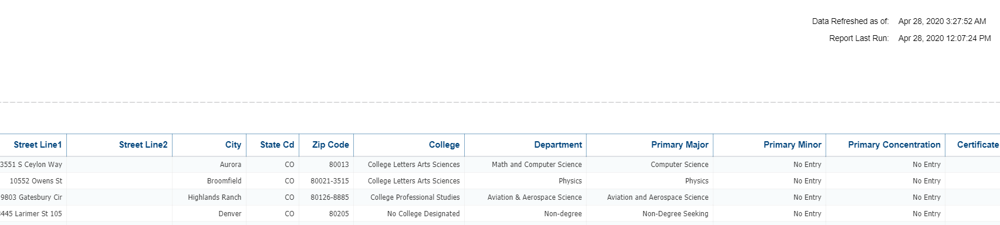 Data Refreshed as of: Apr 28, 2020 3:27:52 AM
Report Last Run: Apr 28, 2020 12:07:24 PM
Street Line1 Street Line2 City State Cd Zip Code College Department Primary Major Primary Minor Primary Concentration Certificate
3551 S Ceylon Way Aurora CO 80013 College Letters Arts Sciences Math and Computer Science Computer Science No Entry No Entry
10552 Owens St Broomfield CO 80021-3515 College Letters Arts Sciences Physics Physics No Entry No Entry
9803 Gatesbury Cir Highlands Ranch CO 80126-8885 College Professional Studies Aviation & Aerospace Science Aviation and Aerospace Science No Entry No Entry
Larimer St 105 Denver CO 80205 No College Designated Non-degree Non-Degree Seeking No Entry No Entry